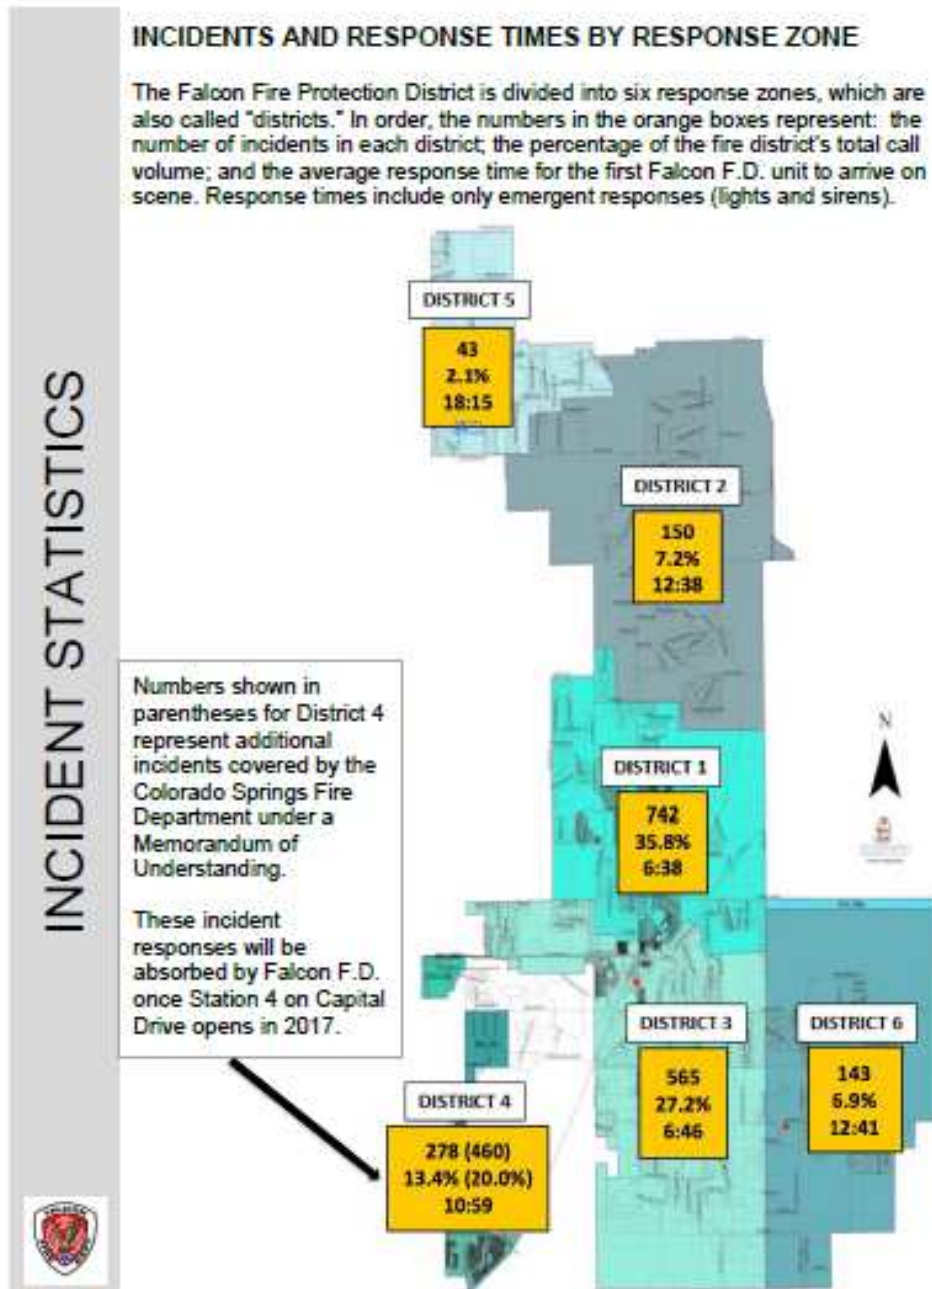 INCIDENTS AND RESPONSE TIMES BY RESPONSE ZONE
The Falcon Fire Protection District is divided into six response zones, which are
also called "districts." In order, the numbers in the orange boxes represent: the
number of incidents in each district; the percentage of the fire district's total call
volume; and the average response time for the first Falcon F.D. unit to arrive on
scene. Response times include only emergent responses (lights and sirens).
INCIDENT STATISTICS
DISTRICT 5
43
2.1%
18:15
DISTRICT 2
150
7.2%
12:38
Numbers shown in
parentheses for District 4
represent additional
incidents covered by the
Colorado Springs Fire
Department under a
Memorandum of
Understanding.
These incident
responses will be
absorbed by Falcon F.D.
once Station 4 on Capital
Drive opens in 2017.
N
DISTRICT 1
742
35.8%
6:38
DISTRICT 3
565
27.2%
6:46
DISTRICT 6
143
6.9%
12:41
DISTRICT 4
278 (460)
13.4% (20.0%)
10:59